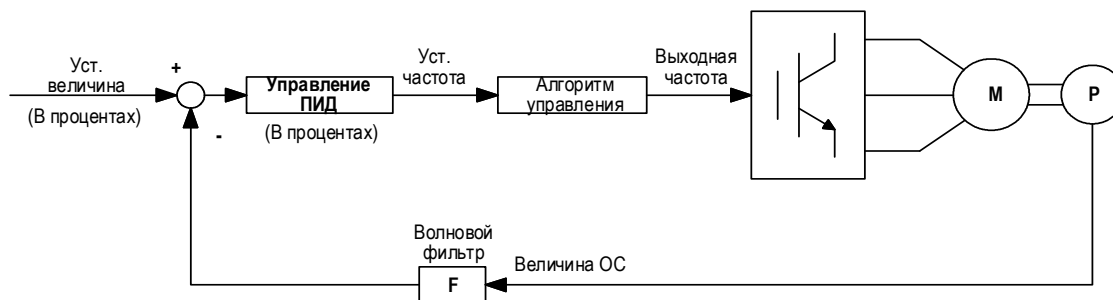 Уст.
величина
(В процентах)
+
-
Управление
ПИД
(В процентах)
Уст.
частота
Алгоритм
управления
Выходная
частота
M
P
Волновой
фильтр
F
Величина ОС